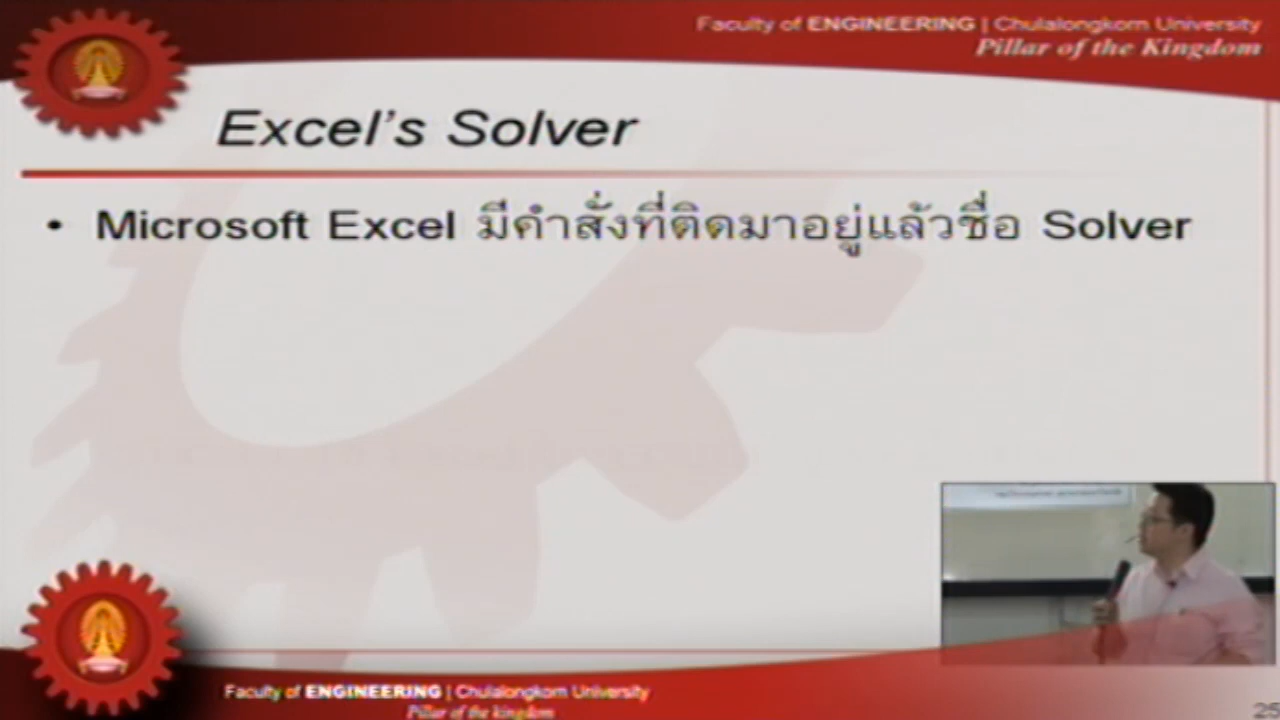 Faculty of ENGINEERING | Chulalongkorn University
Pillar of the Kingdom
Excel's Solver
• Microsoft Excel มีคำสั่งที่ติดมาอยู่แล้วชื่อ Solver
Faculty of ENGINEERING | Chulalongkorn University
Pillar of the kingdom
25